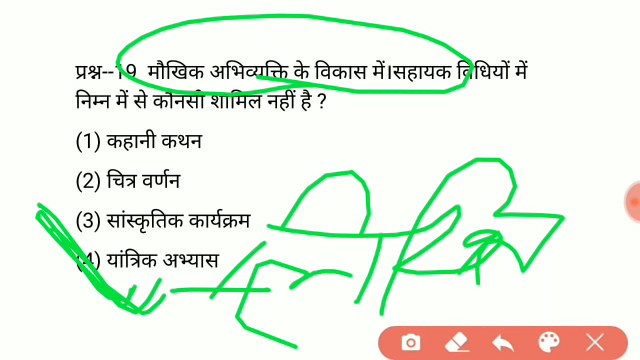 प्रश्न--19 मौखिक अभिव्यक्ति के विकास में।सहायक विधियों में
निम्न में से कौनसी शामिल नहीं है ?
(1) कहानी कथन
(2) चित्र वर्णन
(3) सांस्कृतिक कार्यक्रम
(4) यांत्रिक अभ्यास